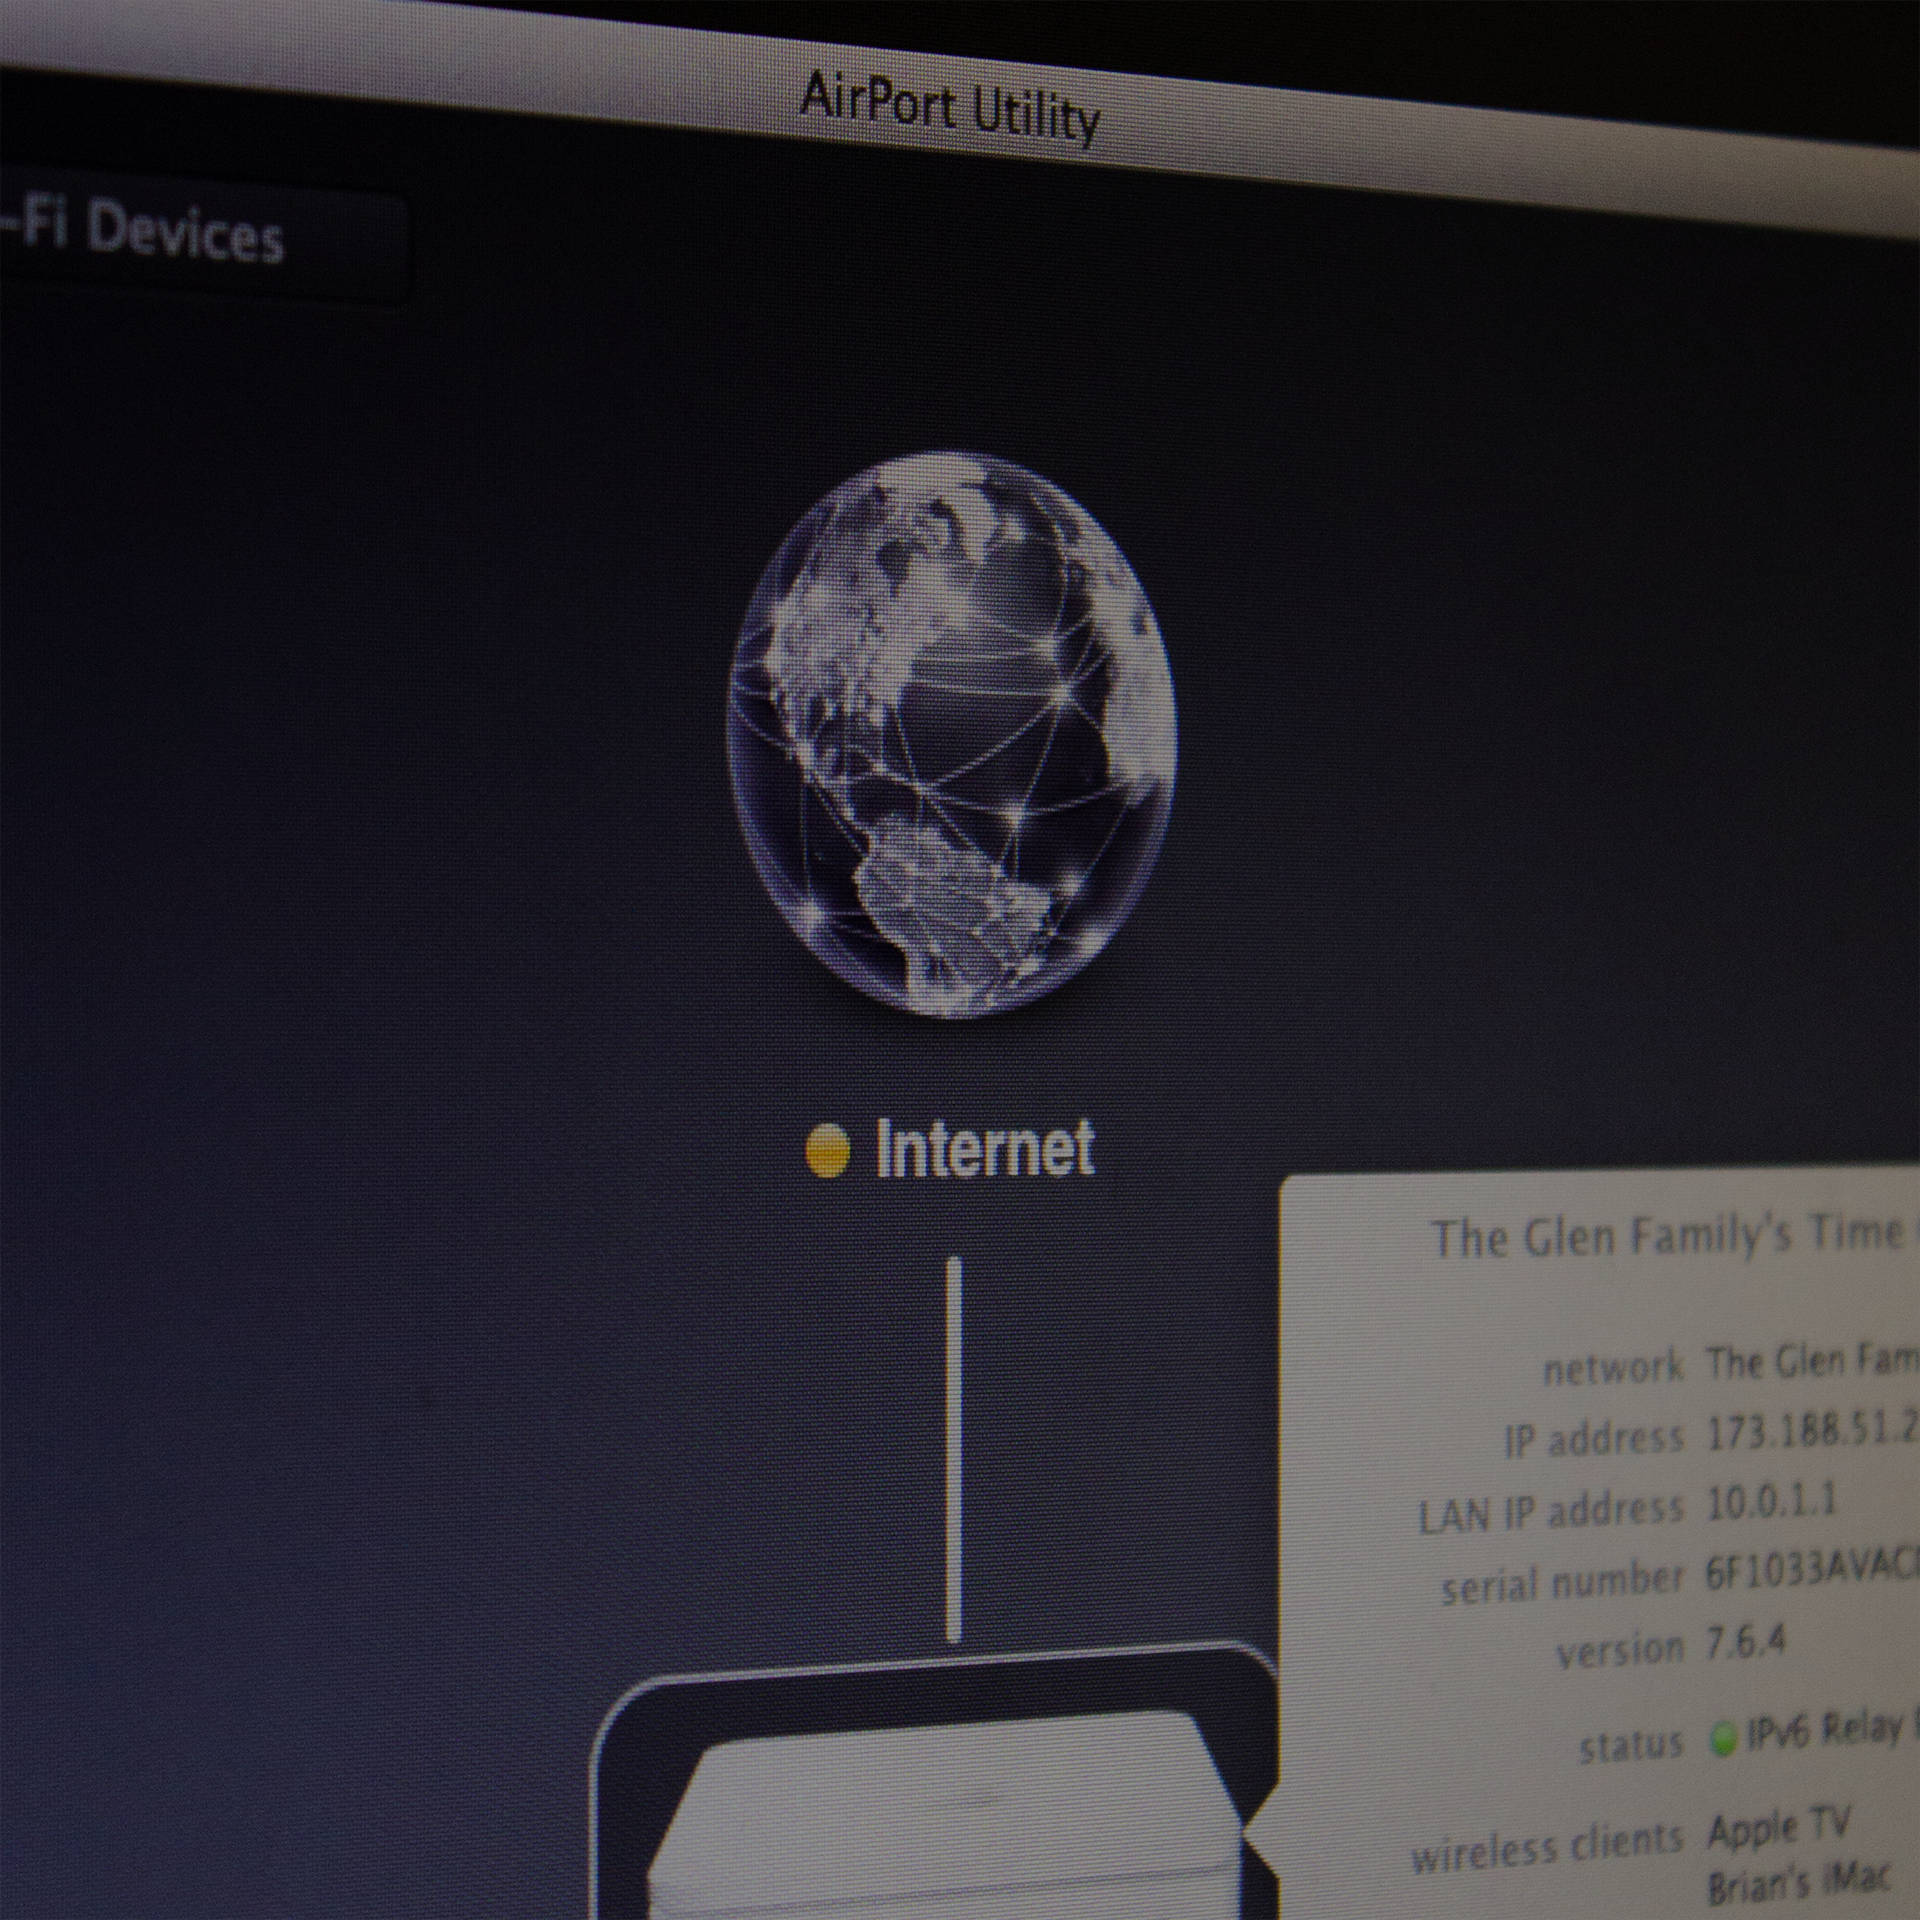 AirPort Utility
-Fi Devices
Internet
The Glen Family's Time
network The Glen Fam
IP address 173.188.51.2
LAN IP address 10.0.1.1
serial number 6F1033AVAC
version 7.6.4
status IPv6 Relay
wireless clients Apple TV
Brian's iMac